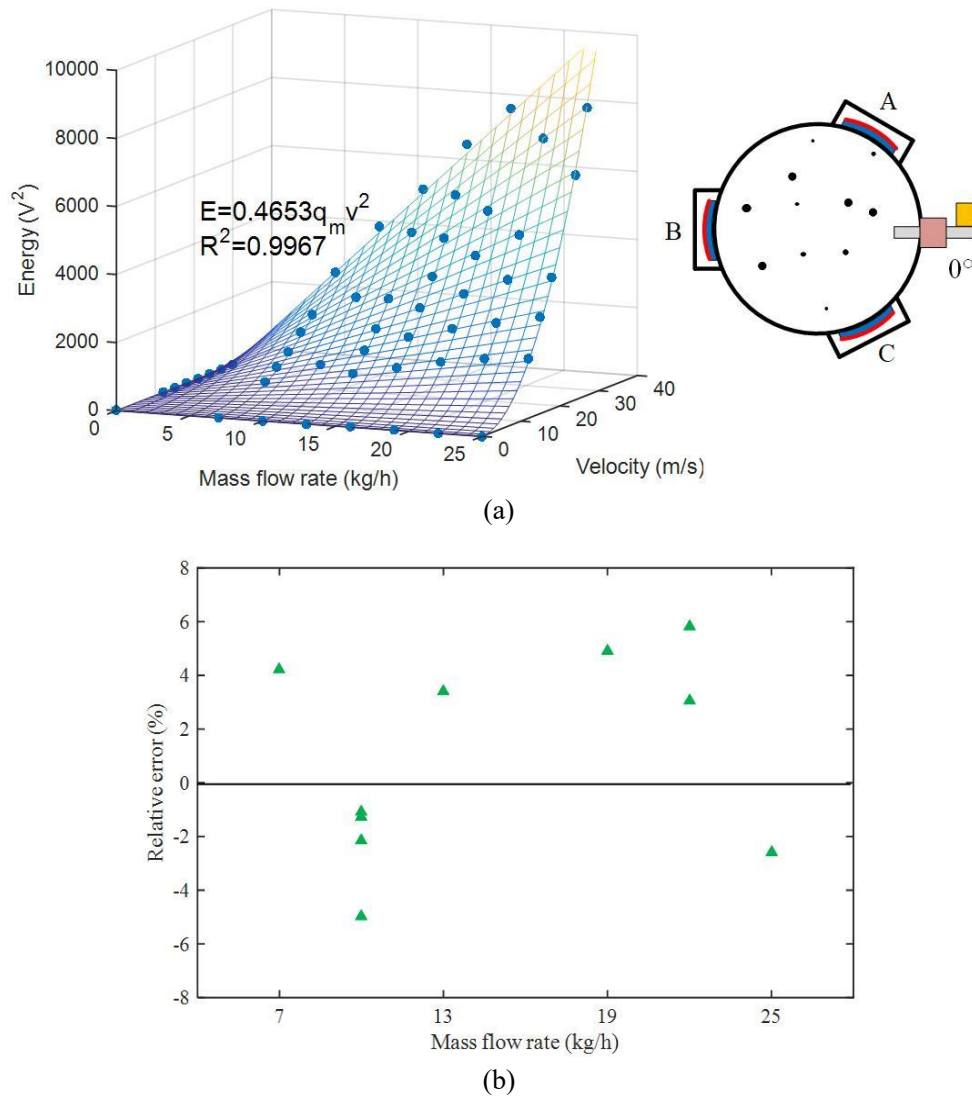 10000
8000
6000
4000
2000
0
Energy (V²)
E=0.4653qₘv²
R²=0.9967
0
5
10
15
20
25
Mass flow rate (kg/h)
0
10
20
30
40
Velocity (m/s)
A
B
C
0°
(a)
8
6
4
2
0
-2
-4
-6
-8
Relative error (%)
7 13 19 25
Mass flow rate (kg/h)
(b)